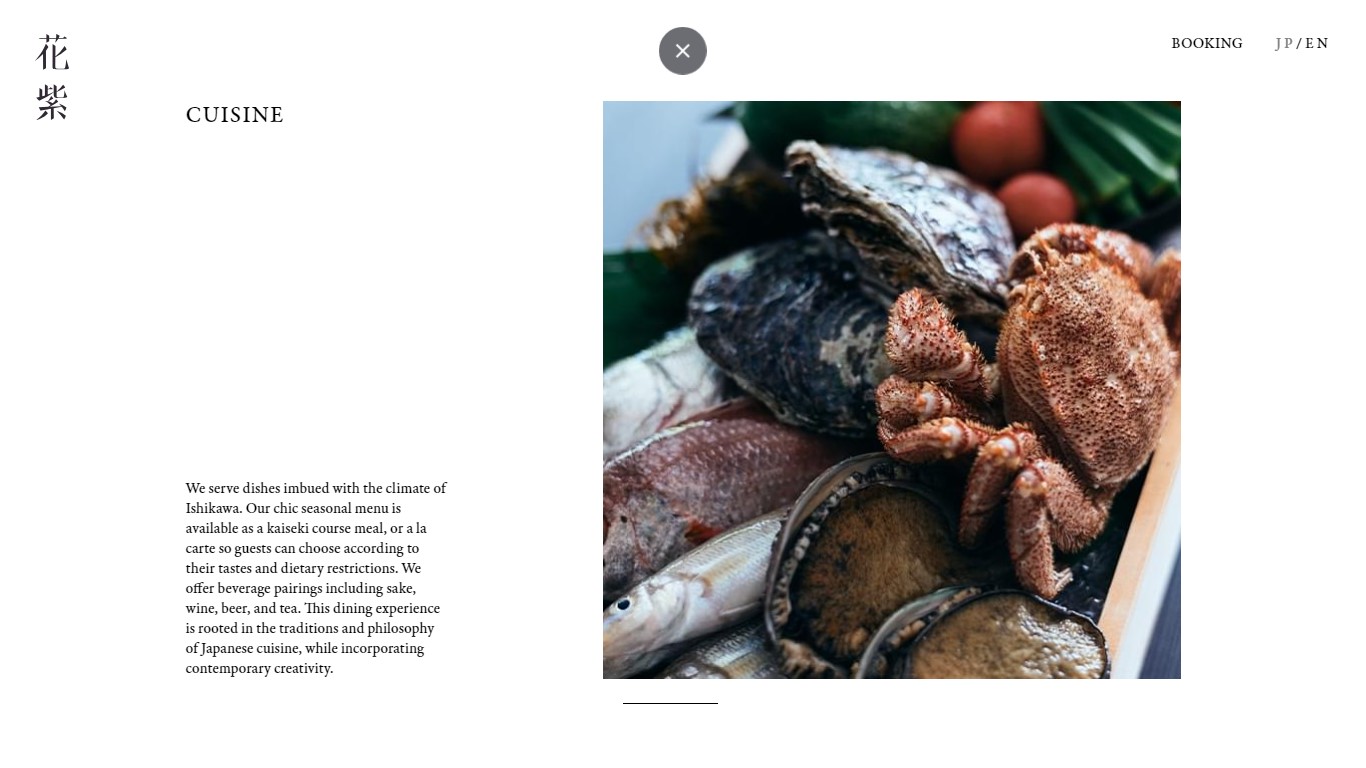 花
紫
BOOKING
JP/EN
CUISINE
We serve dishes imbued with the climate of
Ishikawa. Our chic seasonal menu is
available as a kaiseki course meal, or a la
carte so guests can choose according to
their tastes and dietary restrictions. We
offer beverage pairings including sake,
wine, beer, and tea. This dining experience
is rooted in the traditions and philosophy
of Japanese cuisine, while incorporating
contemporary creativity.